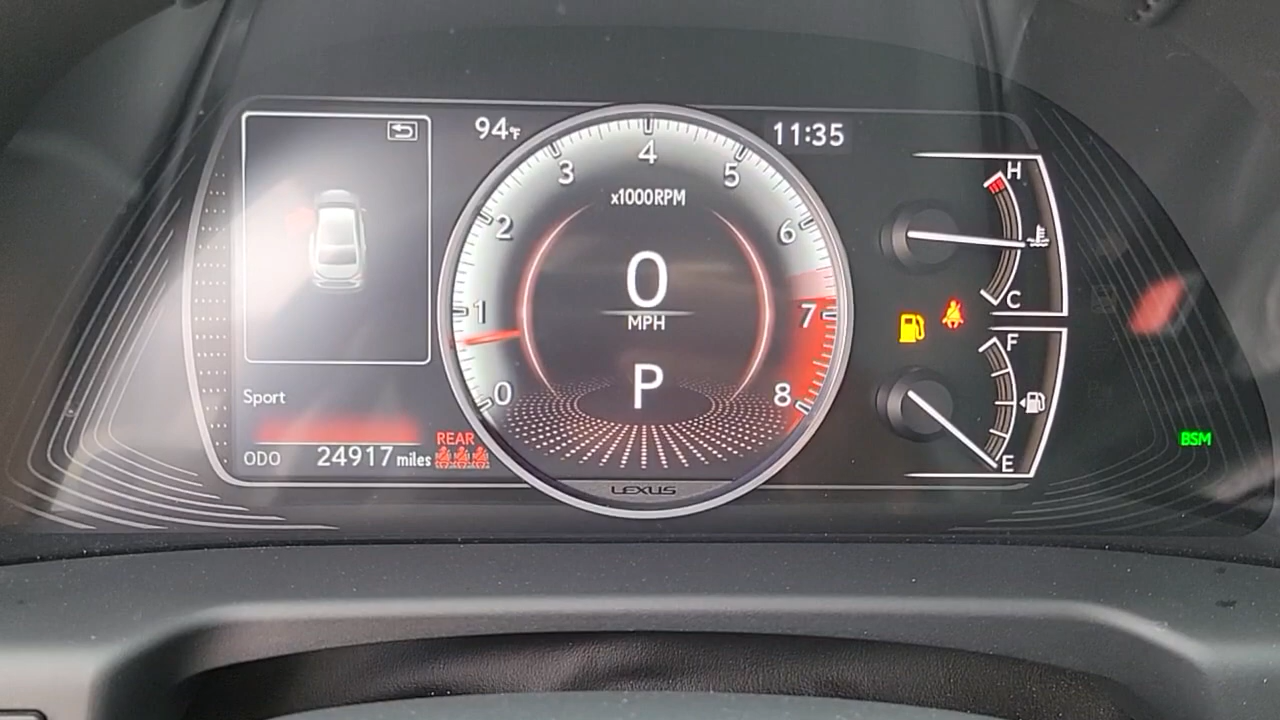 94°F
11:35
4
3
5
x1000RPM
2
6
H
0
MPH
C
1
7
F
P
Sport
0
8
BSM
REAR
ODO 24917 miles
E
LEXUS